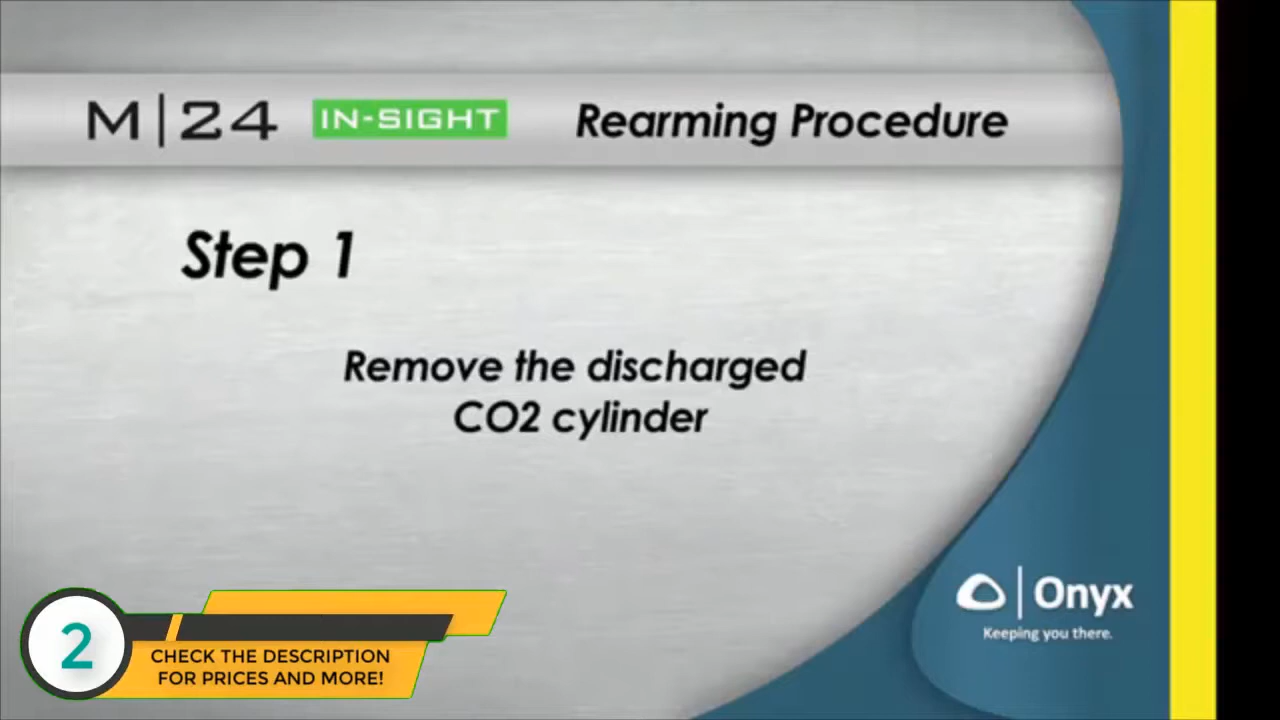 M|24 IN-SIGHT Rearming Procedure
Step 1
Remove the discharged
CO2 cylinder
Onyx
Keeping you there.
2
CHECK THE DESCRIPTION
FOR PRICES AND MORE!